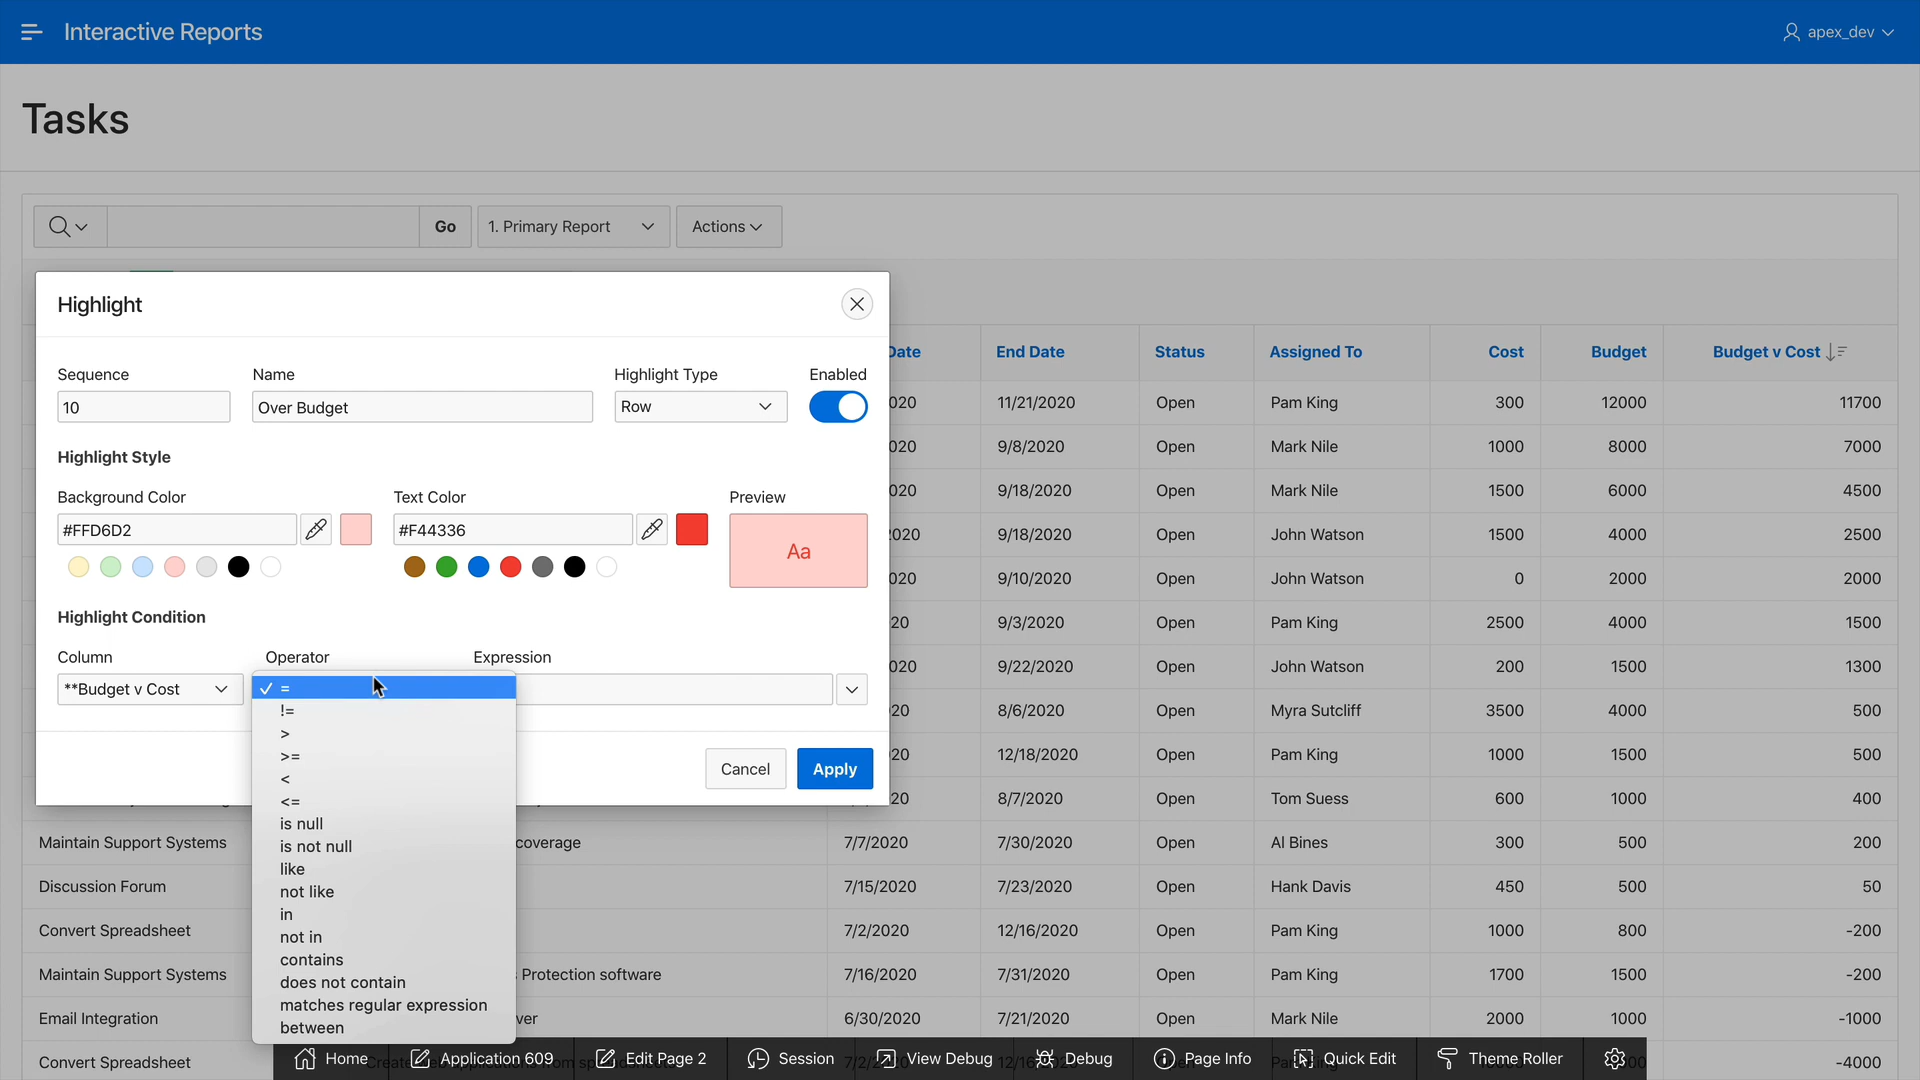 Interactive Reports
apex_dev
Tasks
Go
1. Primary Report
Actions
Highlight
Sequence
Name
Highlight Type
Enabled
10
Over Budget
Row
Highlight Style
Background Color
Text Color
Preview
#FFD6D2
#F44336
Aa
Highlight Condition
Column
Operator
Expression
**Budget v Cost
=
!=
>
>=
<
<=
is null
is not null
like
not like
in
not in
contains
does not contain
matches regular expression
between
Cancel
Apply
Date End Date Status Assigned To Cost Budget Budget v Cost
020 11/21/2020 Open Pam King 300 12000 11700
020 9/8/2020 Open Mark Nile 1000 8000 7000
020 9/18/2020 Open Mark Nile 1500 6000 4500
020 9/18/2020 Open John Watson 1500 4000 2500
020 9/10/2020 Open John Watson 0 2000 2000
20 9/3/2020 Open Pam King 2500 4000 1500
020 9/22/2020 Open John Watson 200 1500 1300
20 8/6/2020 Open Myra Sutcliff 3500 4000 500
20 12/18/2020 Open Pam King 1000 1500 500
20 8/7/2020 Open Tom Suess 600 1000 400
Maintain Support Systems coverage 7/7/2020 7/30/2020 Open Al Bines 300 500 200
Discussion Forum 7/15/2020 7/23/2020 Open Hank Davis 450 500 50
Convert Spreadsheet 7/2/2020 12/16/2020 Open Pam King 1000 800 -200
Maintain Support Systems Protection software 7/16/2020 7/31/2020 Open Pam King 1700 1500 -200
Email Integration ver 6/30/2020 7/21/2020 Open Mark Nile 2000 1000 -1000
Convert Spreadsheet -4000
Home
Application 609
Edit Page 2
Session
View Debug
Debug
Page Info
Quick Edit
Theme Roller